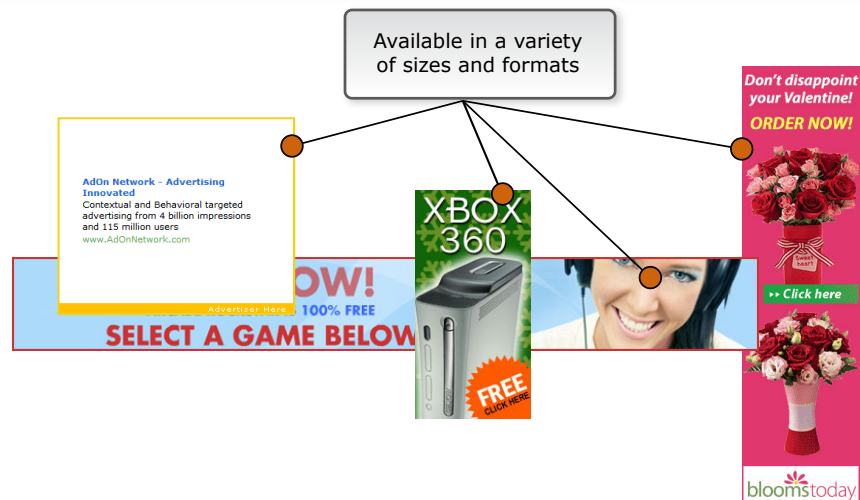 Available in a variety
of sizes and formats
Don't disappoint
your Valentine!
ORDER NOW!
AdOn Network - Advertising
Innovated
Contextual and Behavioral targeted
advertising from 4 billion impressions
and 115 million users
www.AdOnNetwork.com
Advertiser Here
XBOX
360
OW!
100% FREE
SELECT A GAME BELOW
FREE
CLICK HERE
Sweet
heart
Click here
bloomstoday